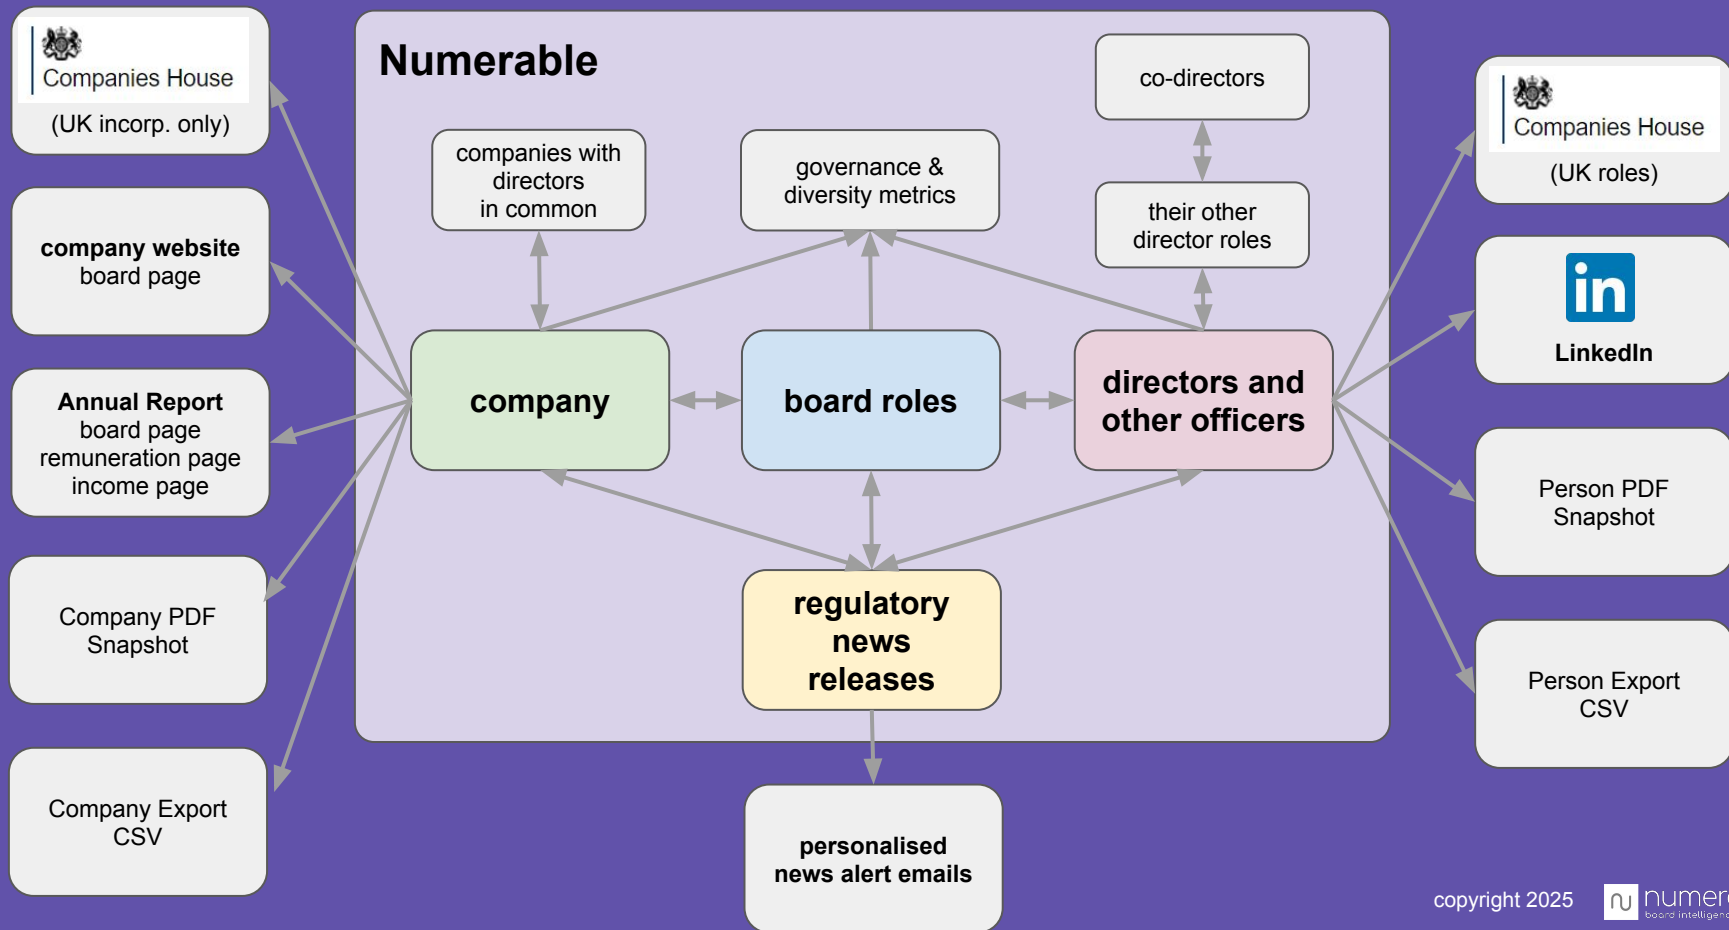 Companies House
(UK incorp. only)
company website
board page
Annual Report
board page
remuneration page
income page
Company PDF
Snapshot
Company Export
CSV
Numerable
companies with
directors
in common
governance &
diversity metrics
co-directors
their other
director roles
company
board roles
directors and
other officers
regulatory
news
releases
personalised
news alert emails
Companies House
(UK roles)
in
LinkedIn
Person PDF
Snapshot
Person Export
CSV
copyright 2025
board